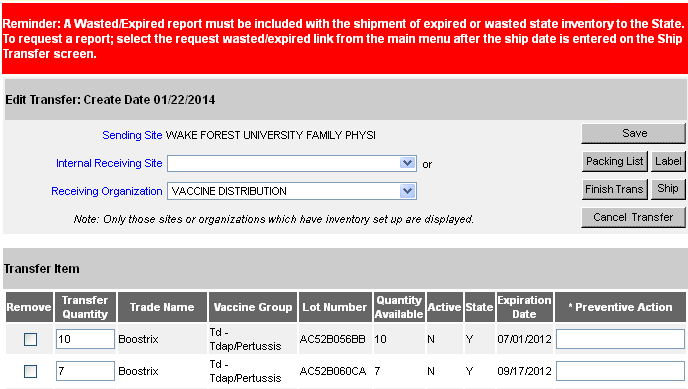 Reminder: A Wasted/Expired report must be included with the shipment of expired or wasted state inventory to the State.
To request a report; select the request wasted/expired link from the main menu after the ship date is entered on the Ship
Transfer screen.
Edit Transfer: Create Date 01/22/2014
Sending Site WAKE FOREST UNIVERSITY FAMILY PHYSI
Save
Internal Receiving Site or
Packing List Label
Receiving Organization VACCINE DISTRIBUTION
Finish Trans Ship
Note: Only those sites or organizations which have inventory set up are displayed.
Cancel Transfer
Transfer Item
Remove Transfer Quantity Trade Name Vaccine Group Lot Number Quantity Available Active State Expiration Date * Preventive Action
10 Boostrix Td - Tdap/Pertussis AC52B056BB 10 N Y 07/01/2012
7 Boostrix Td - Tdap/Pertussis AC52B060CA 7 N Y 09/17/2012